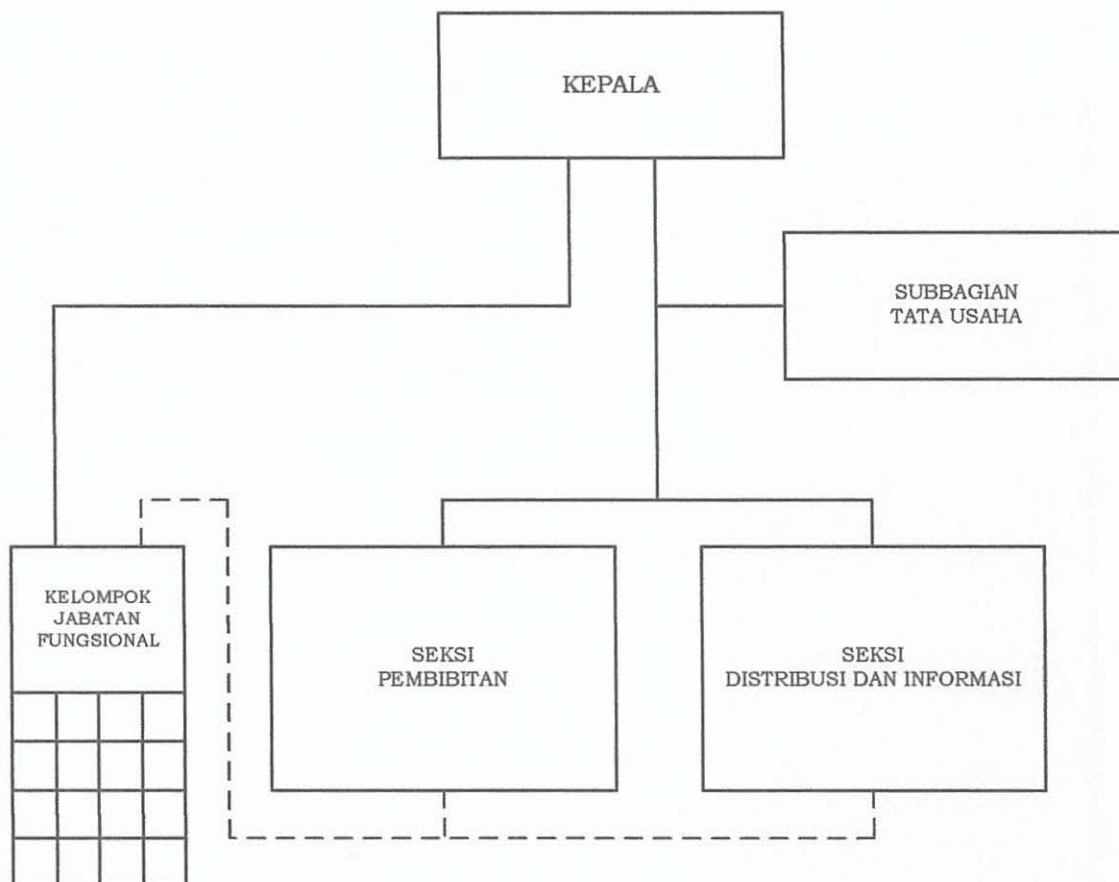 KEPALA
SUBBAGIAN
TATA USAHA
KELOMPOK
JABATAN
FUNGSIONAL
SEKSI
PEMBIBITAN
SEKSI
DISTRIBUSI DAN INFORMASI